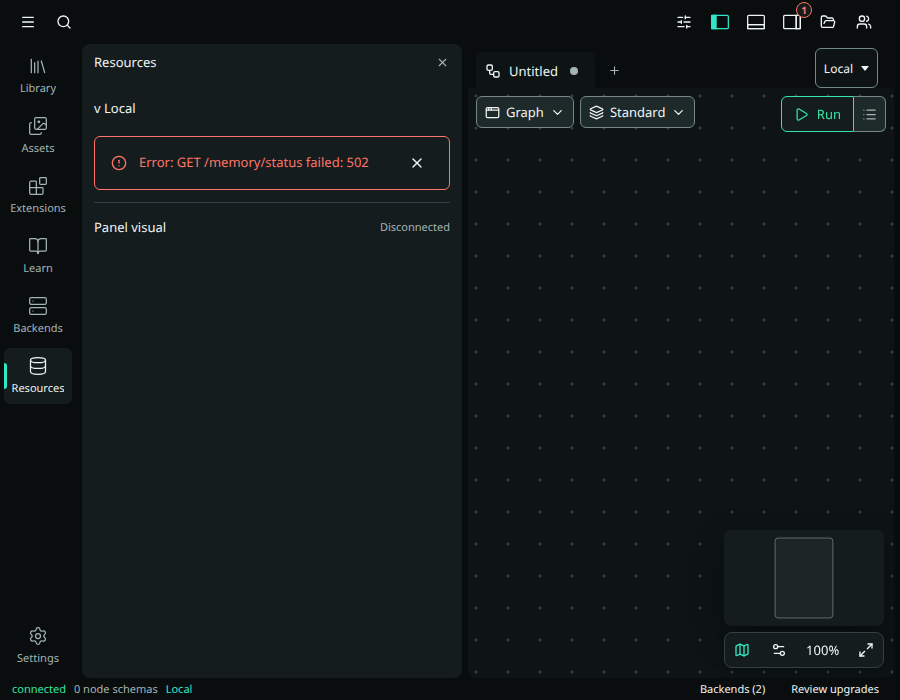 1
Library
Assets
Extensions
Learn
Backends
Resources
Settings
Resources
v Local
Error: GET /memory/status failed: 502
Panel visual
Disconnected
Untitled
Local
Graph
Standard
Run
100%
connected
0 node schemas
Local
Backends (2)
Review upgrades